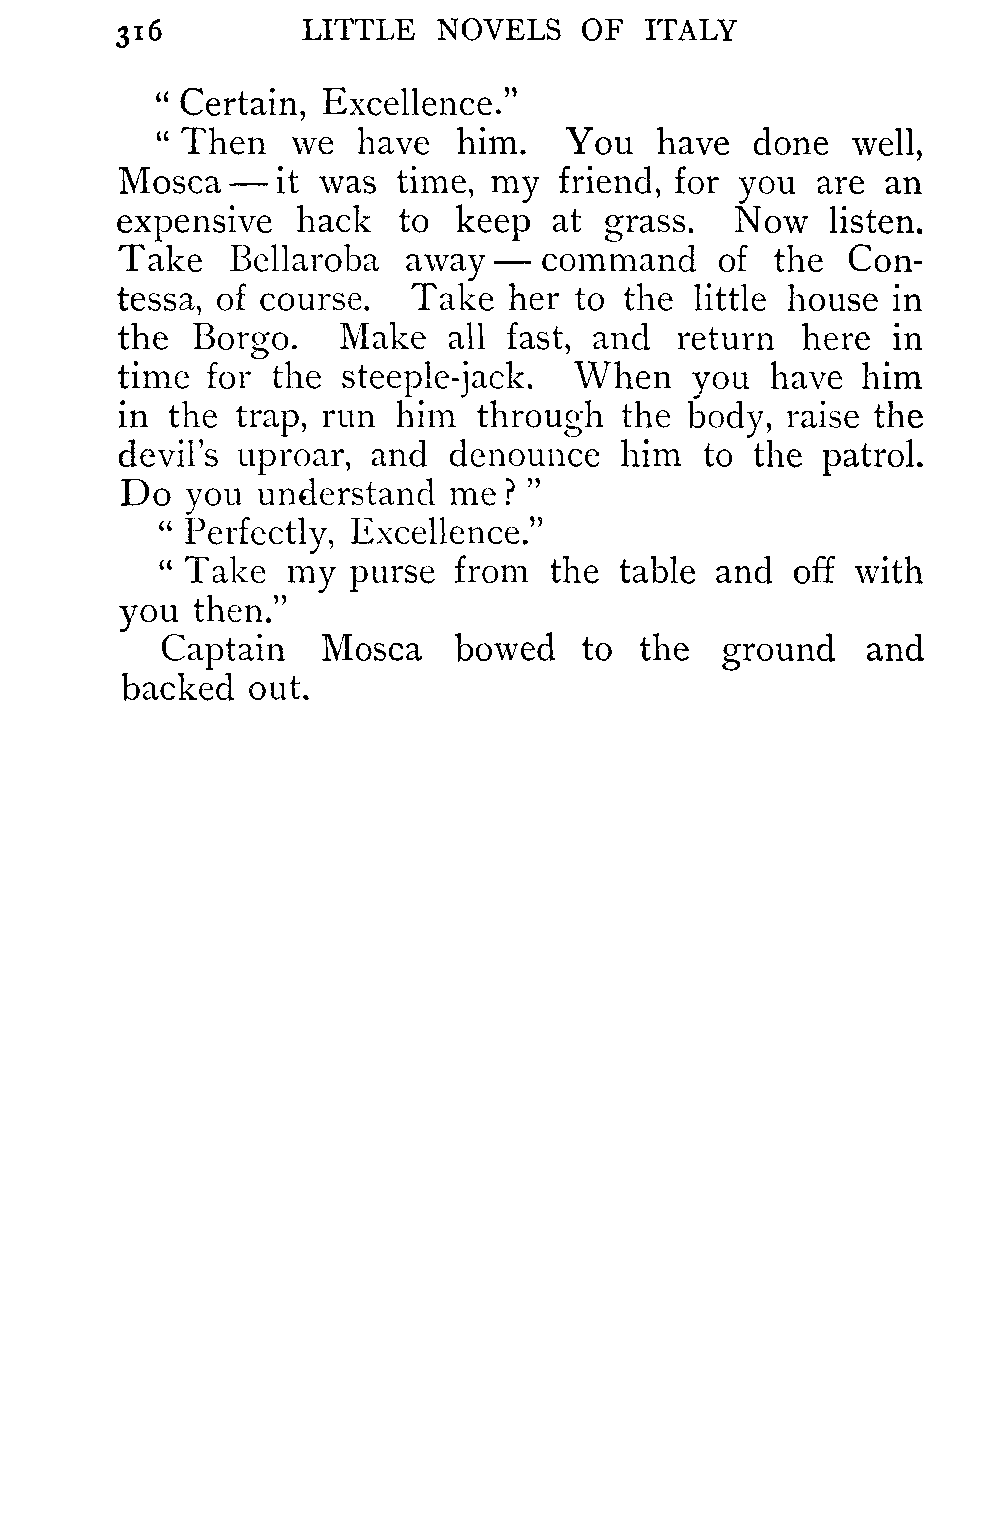 316 LITTLE NOVELS OF ITALY
“ Certain, Excellence.”
“ Then we have him. You have done well,
Mosca — it was time, my friend, for you are an
expensive hack to keep at grass. Now listen.
Take Bellaroba away — command of the Con-
tessa, of course. Take her to the little house in
the Borgo. Make all fast, and return here in
time for the steeple-jack. When you have him
in the trap, run him through the body, raise the
devil’s uproar, and denounce him to the patrol.
Do you understand me ? ”
“ Perfectly, Excellence.”
“ Take my purse from the table and off with
you then.”
Captain Mosca bowed to the ground and
backed out.